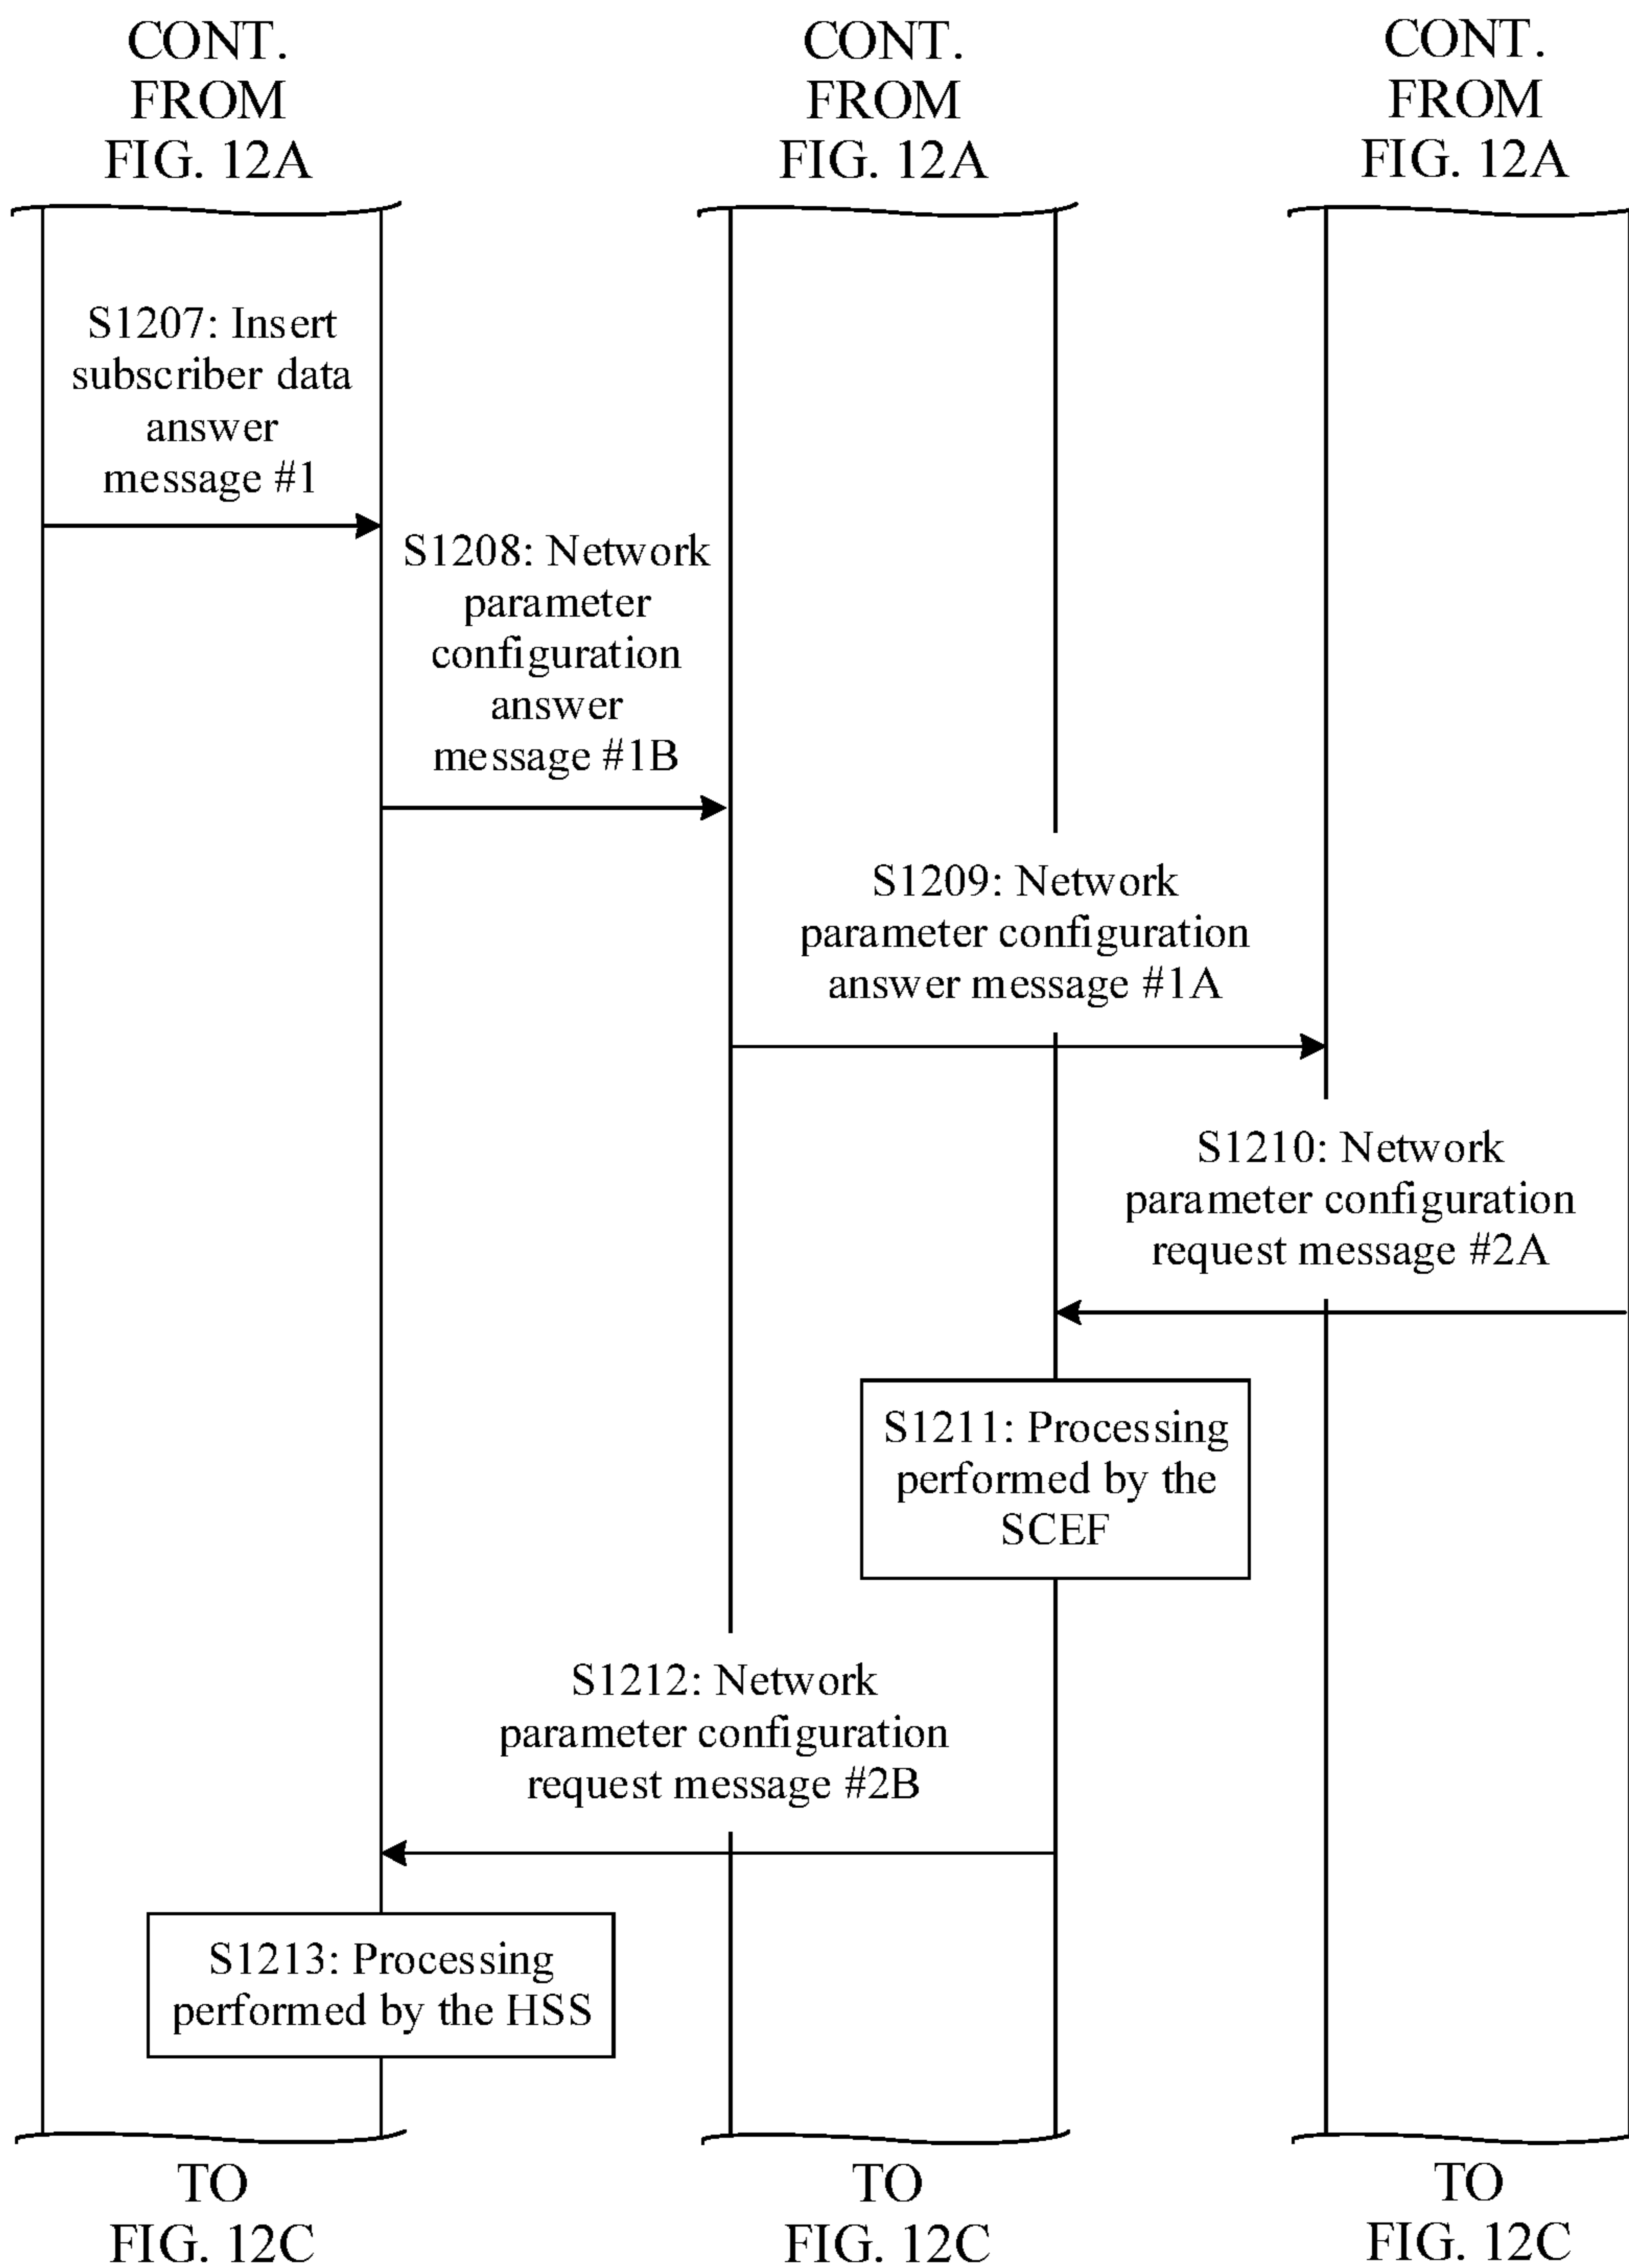 CONT.
FROM
FIG. 12A
CONT.
FROM
FIG. 12A
CONT.
FROM
FIG. 12A
S1207: Insert
subscriber data
answer
message #1
S1208: Network
parameter
configuration
answer
message #1B
S1209: Network
parameter configuration
answer message #1A
S1210: Network
parameter configuration
request message #2A
S1211: Processing
performed by the
SCEF
S1212: Network
parameter configuration
request message #2B
S1213: Processing
performed by the HSS
TO
FIG. 12C
TO
FIG. 12C
TO
FIG. 12C